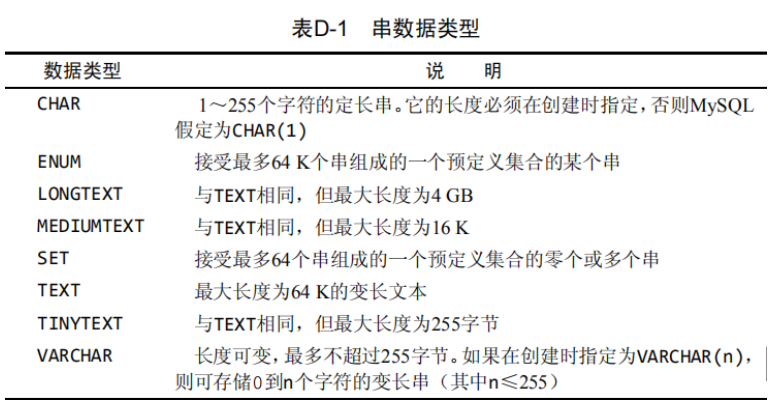 表D-1 串数据类型
数据类型 说 明
CHAR 1～255个字符的定长串。它的长度必须在创建时指定，否则MySQL
假定为CHAR(1)
ENUM 接受最多64 K个串组成的一个预定义集合的某个串
LONGTEXT 与TEXT相同，但最大长度为4 GB
MEDIUMTEXT 与TEXT相同，但最大长度为16 K
SET 接受最多64个串组成的一个预定义集合的零个或多个串
TEXT 最大长度为64 K的变长文本
TINYTEXT 与TEXT相同，但最大长度为255字节
VARCHAR 长度可变，最多不超过255字节。如果在创建时指定为VARCHAR(n)，
则可存储0到n个字符的变长串（其中n≤255）